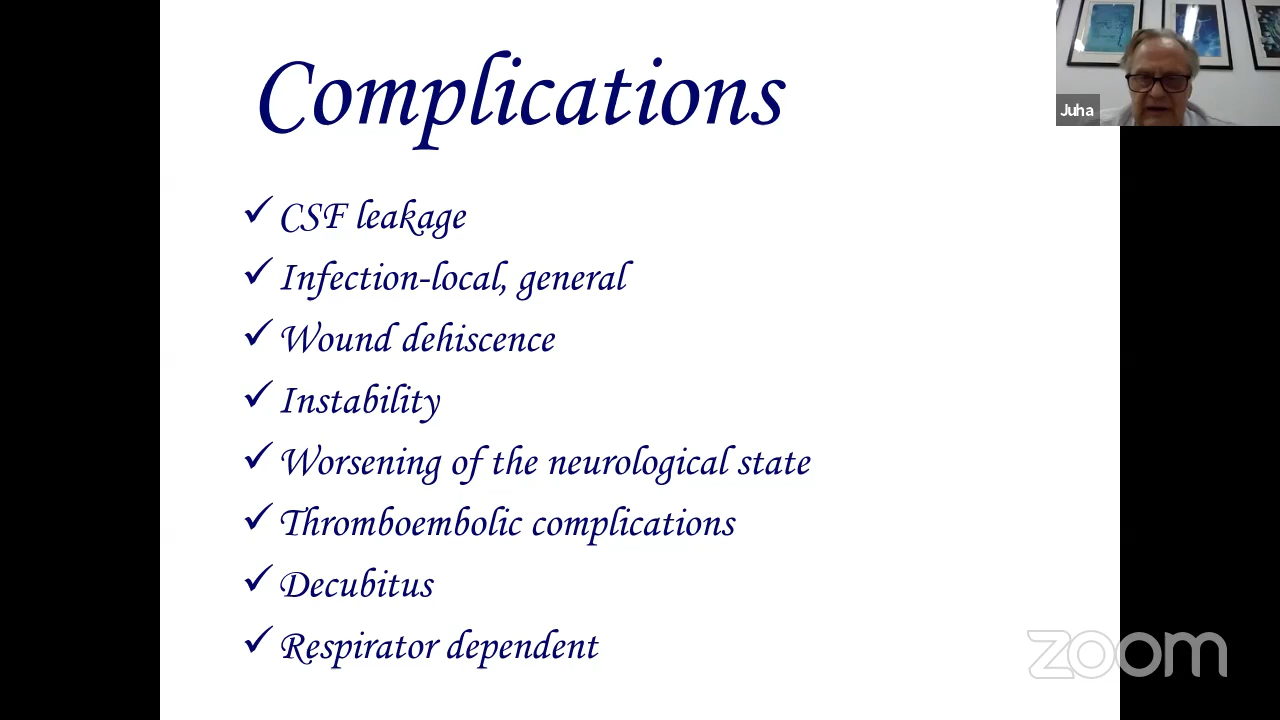 Complications
Juha
✓ CSF leakage
✓ Infection-local, general
✓ Wound dehiscence
✓ Instability
✓ Worsening of the neurological state
✓ Thromboembolic complications
✓ Decubitus
✓ Respirator dependent
zoom